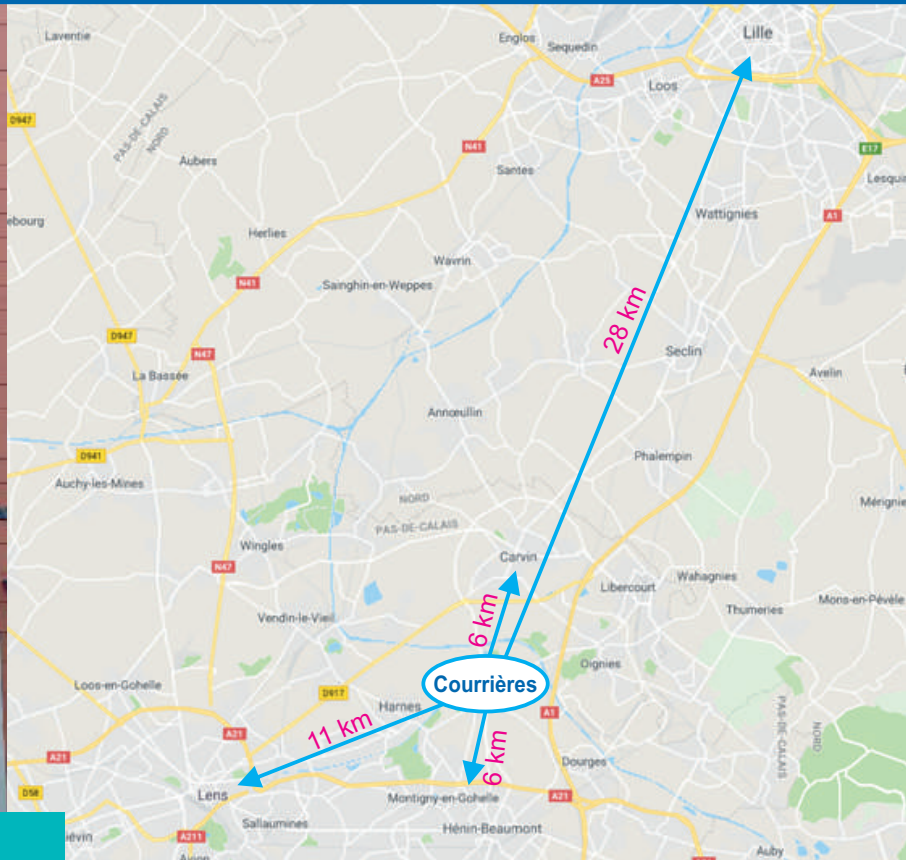 Laventie
Englos
Sequedin
Lille
A25
Loos
D947
PAS-DE-CALAIS
NORD
N41
E17
Aubers
Santes
Lesquin
Wattignies
A1
Herlies
Wavrin
N41
Sainghin-en-Weppes
28 km
D947
N47
Seclin
La Bassée
Avelin
Annœullin
D941
Phalempin
Auchy-les-Mines
NORD
PAS-DE-CALAIS
Mérignie
Wingles
Carvin
N47
Libercourt
Wahagnies
Mons-en-Pévèle
Thumeries
Vendin-le-Vieil
6 km
Oignies
Courrières
Loos-en-Gohelle
D917
Harnes
A1
PAS-DE-CALAIS
NORD
11 km
A21
A21
6 km
Dourges
D58
Lens
Montigny-en-Gohelle
A21
Sallaumines
Hénin-Beaumont
A211
Auby